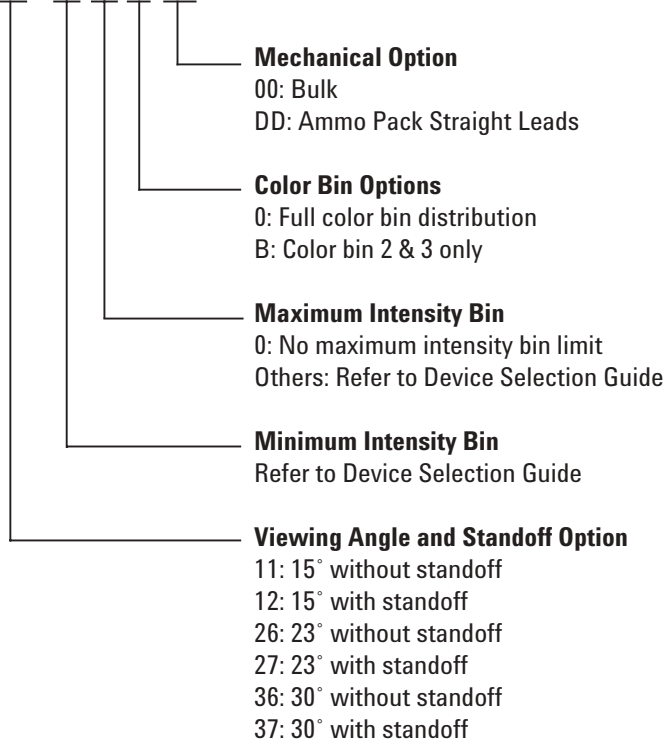 Mechanical Option
00: Bulk
DD: Ammo Pack Straight Leads
Color Bin Options
0: Full color bin distribution
B: Color bin 2 & 3 only
Maximum Intensity Bin
0: No maximum intensity bin limit
Others: Refer to Device Selection Guide
Minimum Intensity Bin
Refer to Device Selection Guide
Viewing Angle and Standoff Option
11: 15˚ without standoff
12: 15˚ with standoff
26: 23˚ without standoff
27: 23˚ with standoff
36: 30˚ without standoff
37: 30˚ with standoff